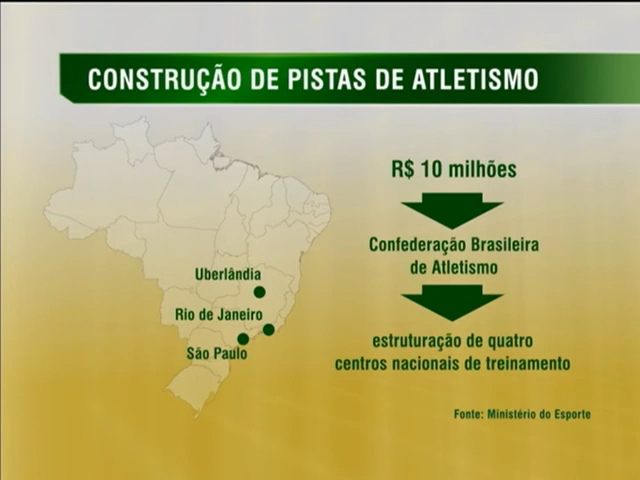 CONSTRUÇÃO DE PISTAS DE ATLETISMO
R$ 10 milhões
Confederação Brasileira
de Atletismo
Uberlândia
Rio de Janeiro
São Paulo
estruturação de quatro
centros nacionais de treinamento
Fonte: Ministério do Esporte